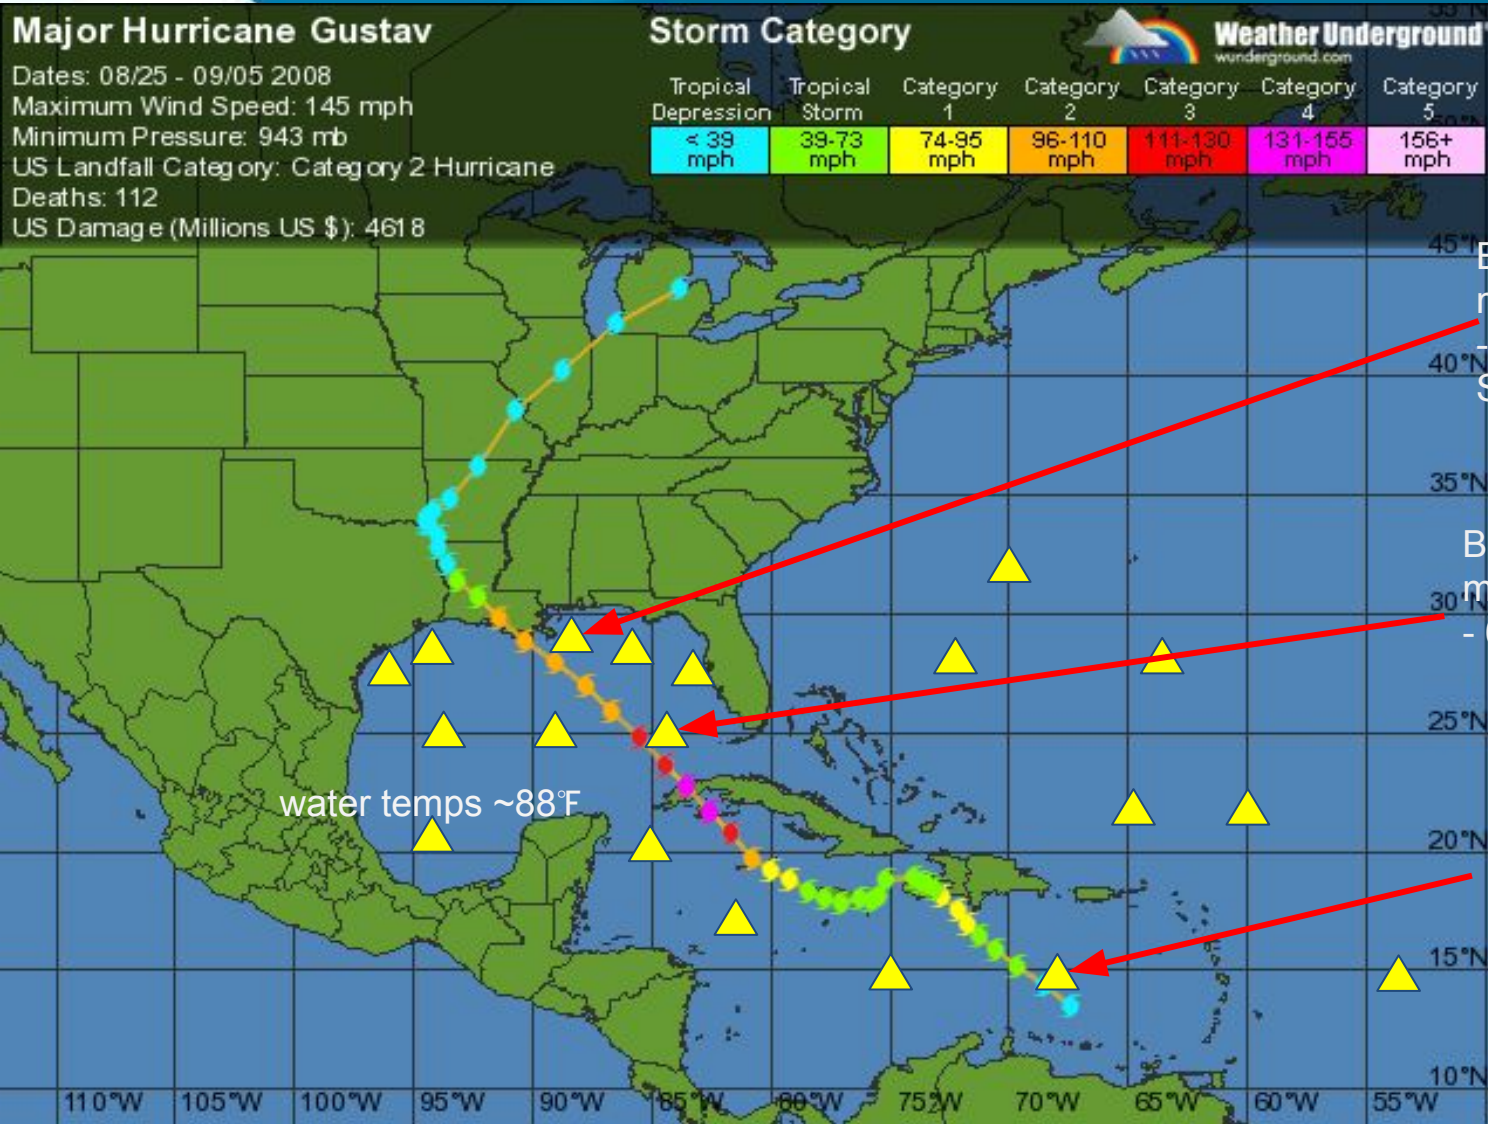 Major Hurricane Gustav
Dates: 08/25 - 09/05 2008
Maximum Wind Speed: 145 mph
Minimum Pressure: 943 mb
US Landfall Category: Category 2 Hurricane
Deaths: 112
US Damage (Millions US $): 4618
Storm Category
Weather Underground
wunderground.com
Tropical Depression
< 39 mph
Tropical Storm
39-73 mph
Category 1
74-95 mph
Category 2
96-110 mph
Category 3
111-130 mph
Category 4
131-155 mph
Category 5
156+ mph
45°N
40°N
35°N
30°N
25°N
water temps ~88°F
20°N
15°N
10°N
110°W 105°W 100°W 95°W 90°W 85°W 80°W 75°W 70°W 65°W 60°W 55°W